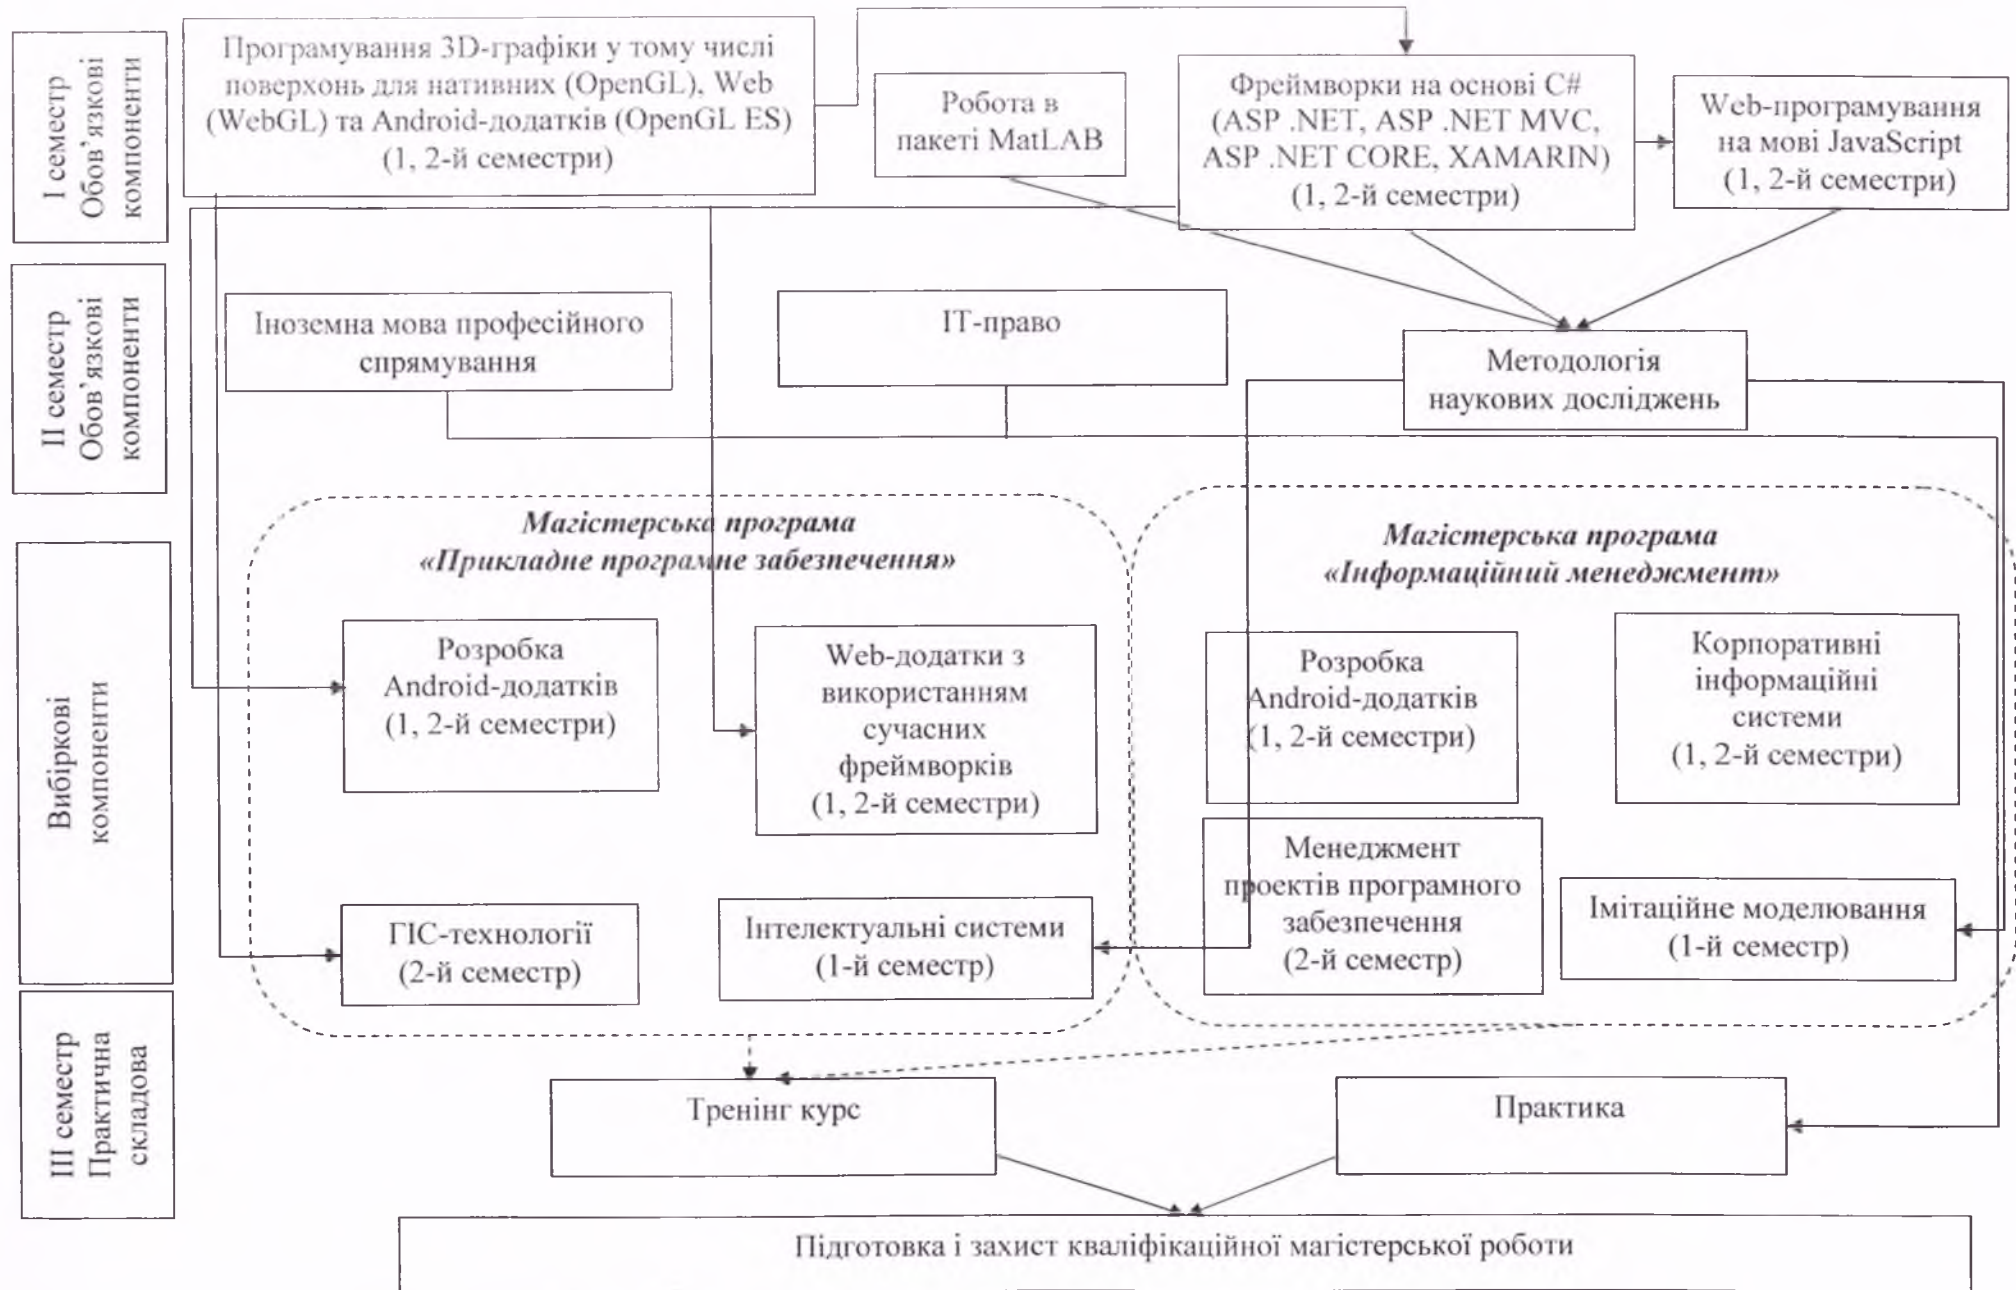 І семестр
Обов’язкові
компоненти
Програмування 3D-графіки у тому числі
поверхонь для нативних (OpenGL), Web
(WebGL) та Android-додатків (OpenGL ES)
(1, 2-й семестри)
Робота в
пакеті MatLAB
Фреймворки на основі C#
(ASP .NET, ASP .NET MVC,
ASP .NET CORE, XAMARIN)
(1, 2-й семестри)
Web-програмування
на мові JavaScript
(1, 2-й семестри)
ІІ семестр
Обов’язкові
компоненти
Іноземна мова професійного
спрямування
ІТ-право
Методологія
наукових досліджень
Вибіркові
компоненти
Магістерська програма
«Прикладне програмне забезпечення»
Розробка
Android-додатків
(1, 2-й семестри)
Web-додатки з
використанням
сучасних
фреймворків
(1, 2-й семестри)
ГІС-технології
(2-й семестр)
Інтелектуальні системи
(1-й семестр)
Магістерська програма
«Інформаційний менеджмент»
Розробка
Android-додатків
(1, 2-й семестри)
Корпоративні
інформаційні
системи
(1, 2-й семестри)
Менеджмент
проектів програмного
забезпечення
(2-й семестр)
Імітаційне моделювання
(1-й семестр)
ІІІ семестр
Практична
складова
Тренінг курс
Практика
Підготовка і захист кваліфікаційної магістерської роботи